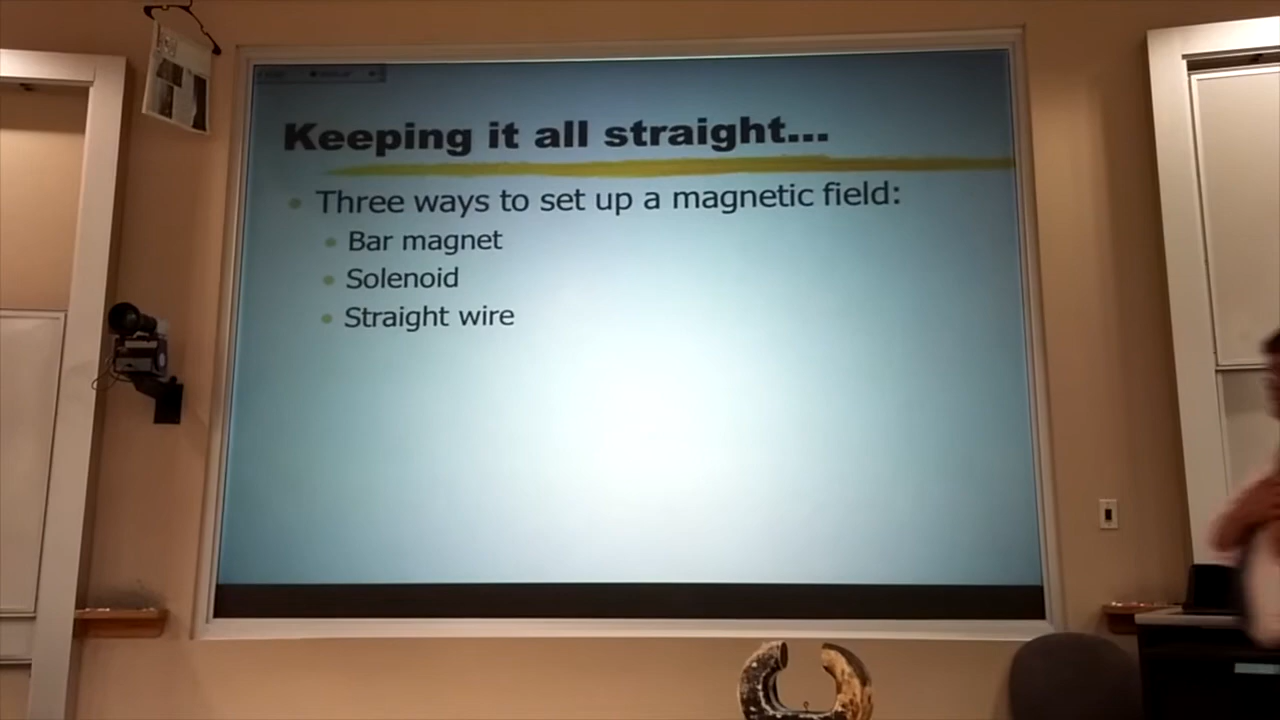 Keeping it all straight...
Three ways to set up a magnetic field:
Bar magnet
Solenoid
Straight wire